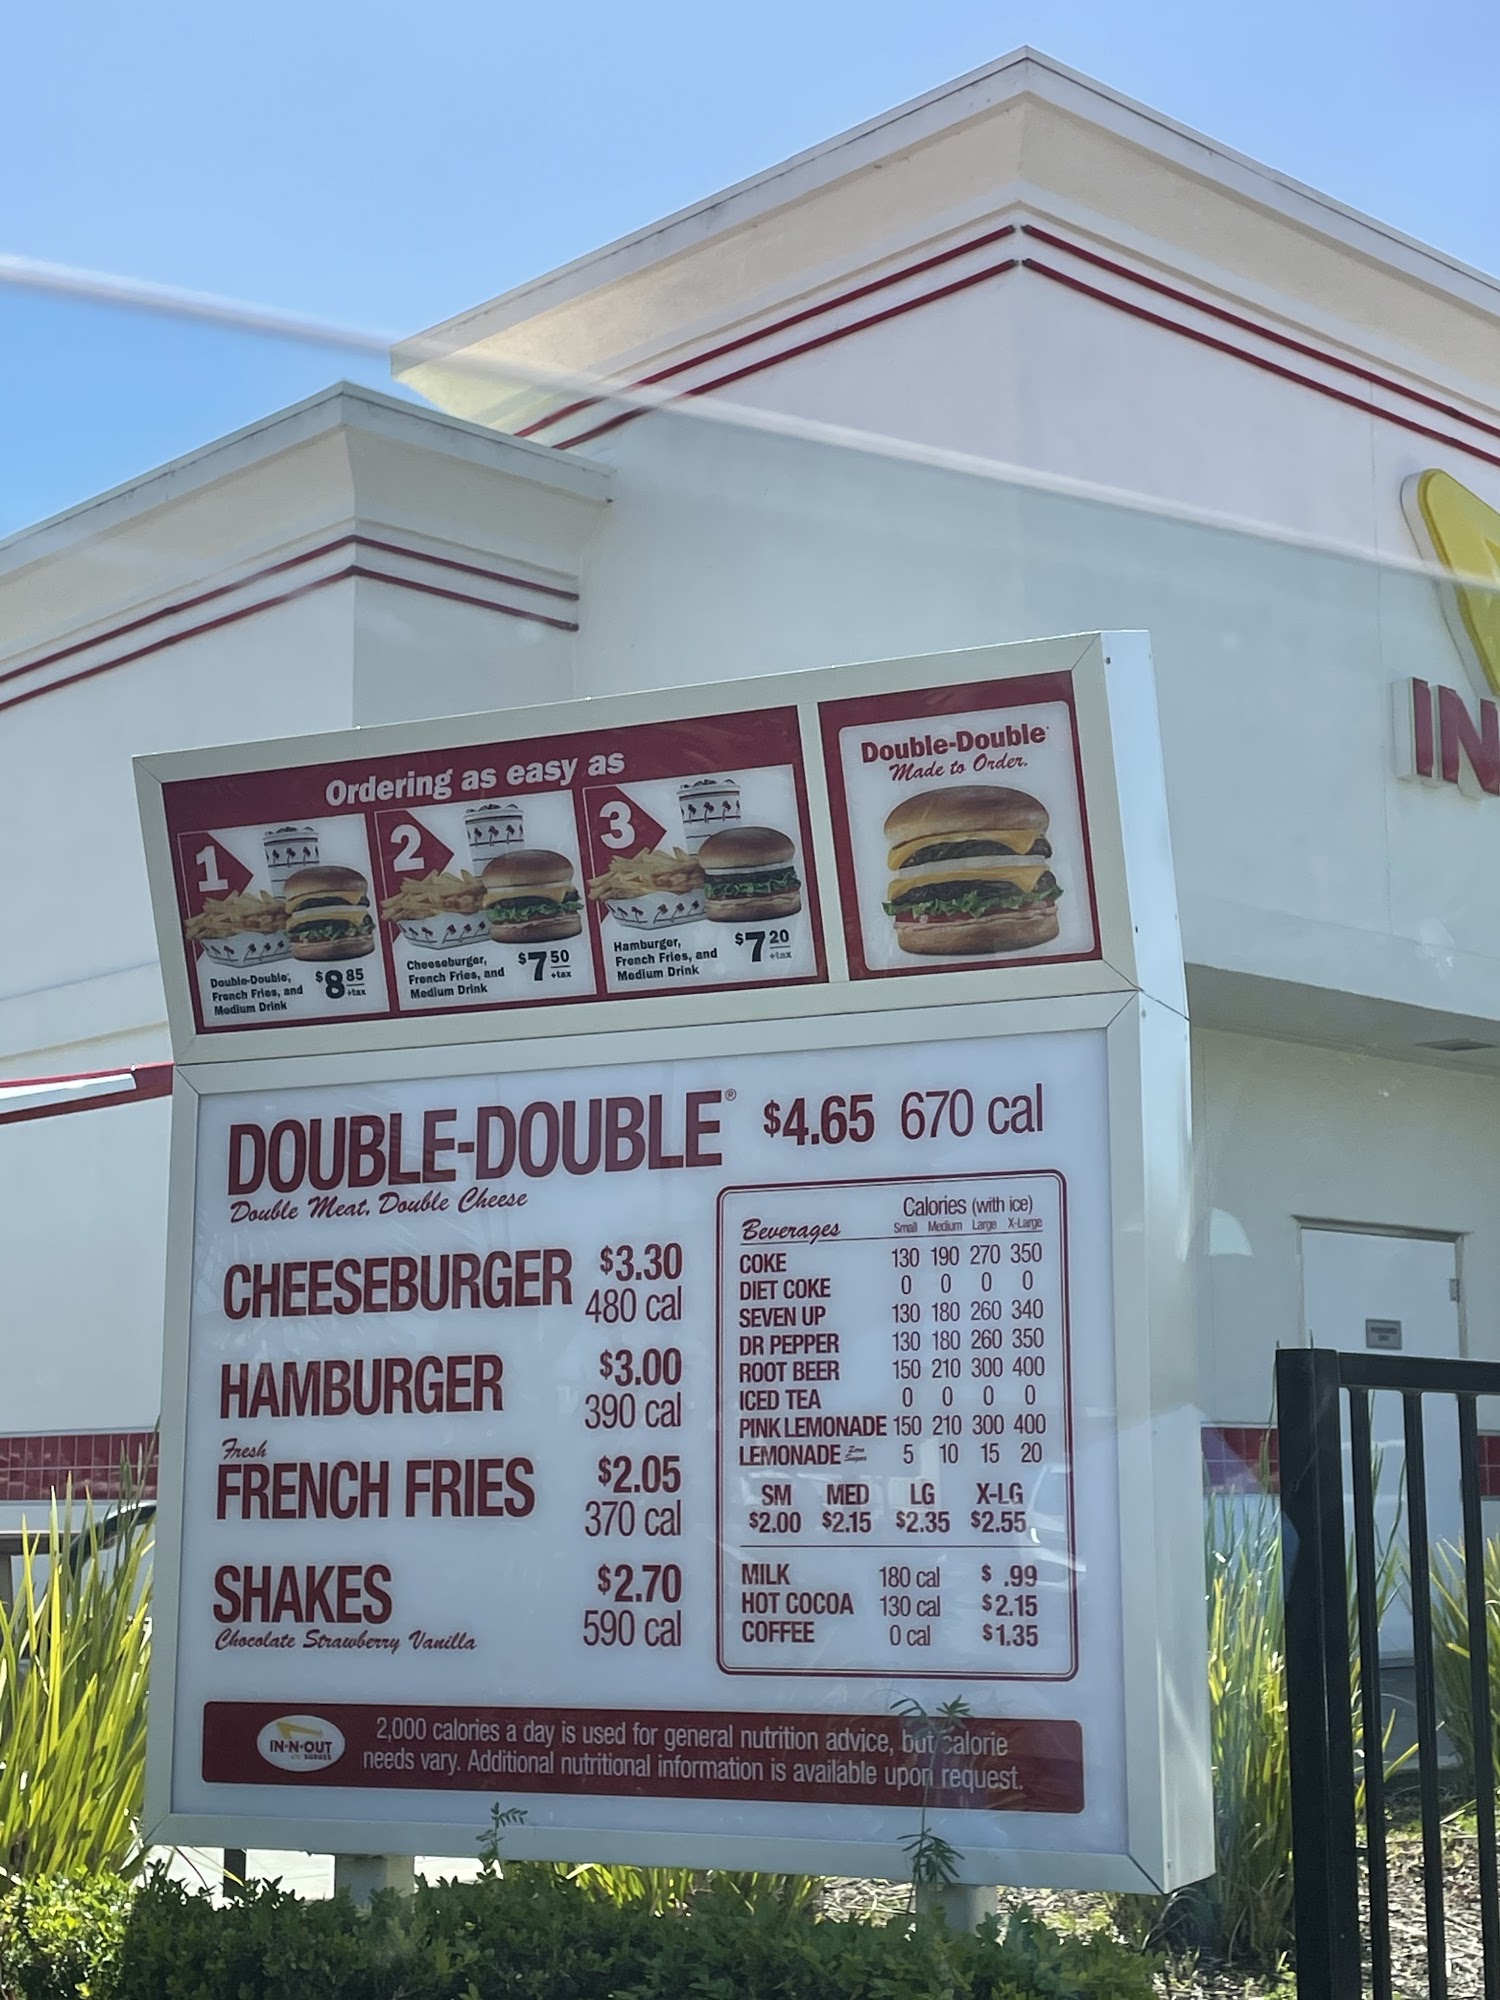 IN
Ordering as easy as
1
Double-Double,
French Fries, and
Medium Drink
$8 85
+tax
2
Cheeseburger,
French Fries, and
Medium Drink
$7 50
+tax
3
Hamburger,
French Fries, and
Medium Drink
$7 20
+tax
Double-Double®
Made to Order.
DOUBLE-DOUBLE® $4.65 670 cal
Double Meat, Double Cheese
CHEESEBURGER $3.30
480 cal
HAMBURGER $3.00
390 cal
Fresh
FRENCH FRIES $2.05
370 cal
SHAKES $2.70
Chocolate Strawberry Vanilla 590 cal
Calories (with ice)
Beverages Small Medium Large X-Large
COKE 130 190 270 350
DIET COKE 0 0 0 0
SEVEN UP 130 180 260 340
DR PEPPER 130 180 260 350
ROOT BEER 150 210 300 400
ICED TEA 0 0 0 0
PINK LEMONADE 150 210 300 400
LEMONADE Zero Sugar 5 10 15 20
SM MED LG X-LG
$2.00 $2.15 $2.35 $2.55
MILK 180 cal $ .99
HOT COCOA 130 cal $2.15
COFFEE 0 cal $1.35
IN-N-OUT
BURGER
2,000 calories a day is used for general nutrition advice, but calorie
needs vary. Additional nutritional information is available upon request.